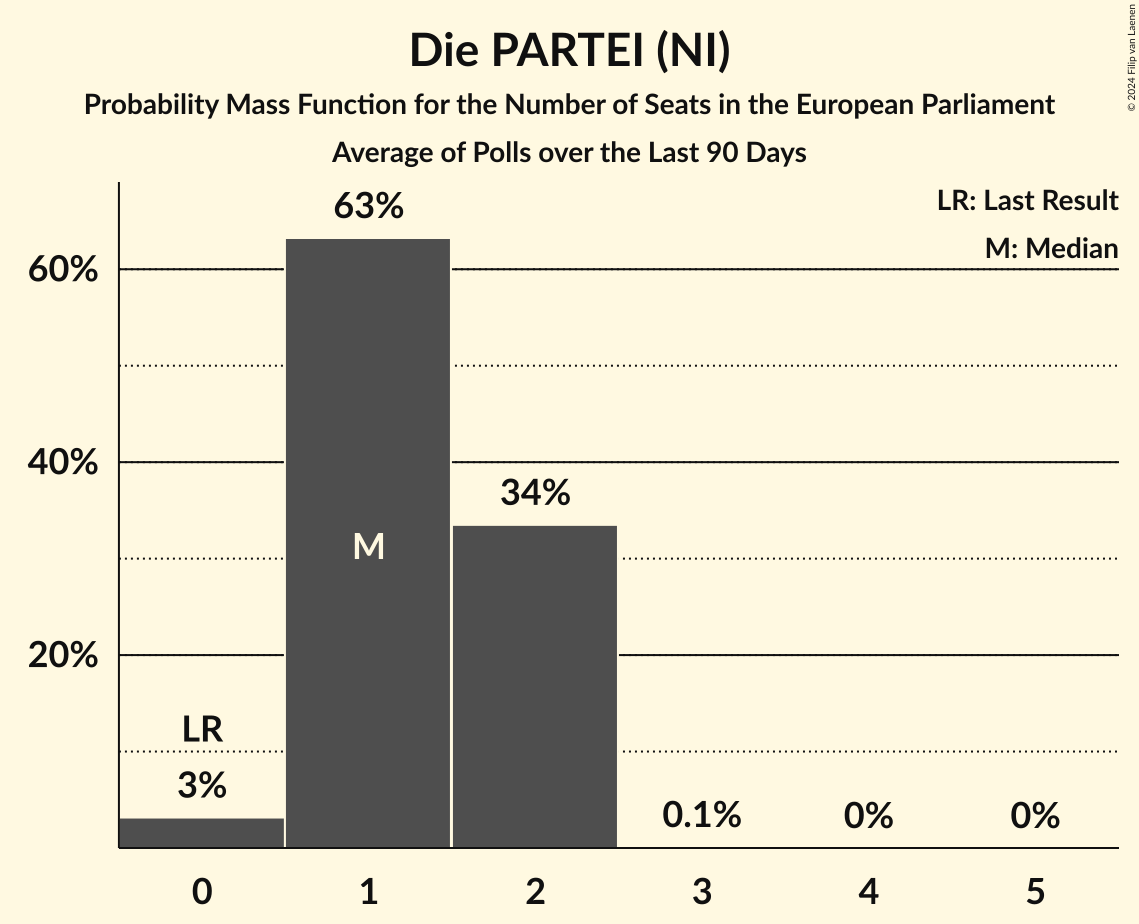 Die PARTEI (NI)
Probability Mass Function for the Number of Seats in the European Parliament
Average of Polls over the Last 90 Days
© 2024 Filip van Laenen
LR: Last Result
M: Median
63%
60%
40%
34%
M
20%
LR
3%
0.1%
0%
0%
0 1 2 3 4 5